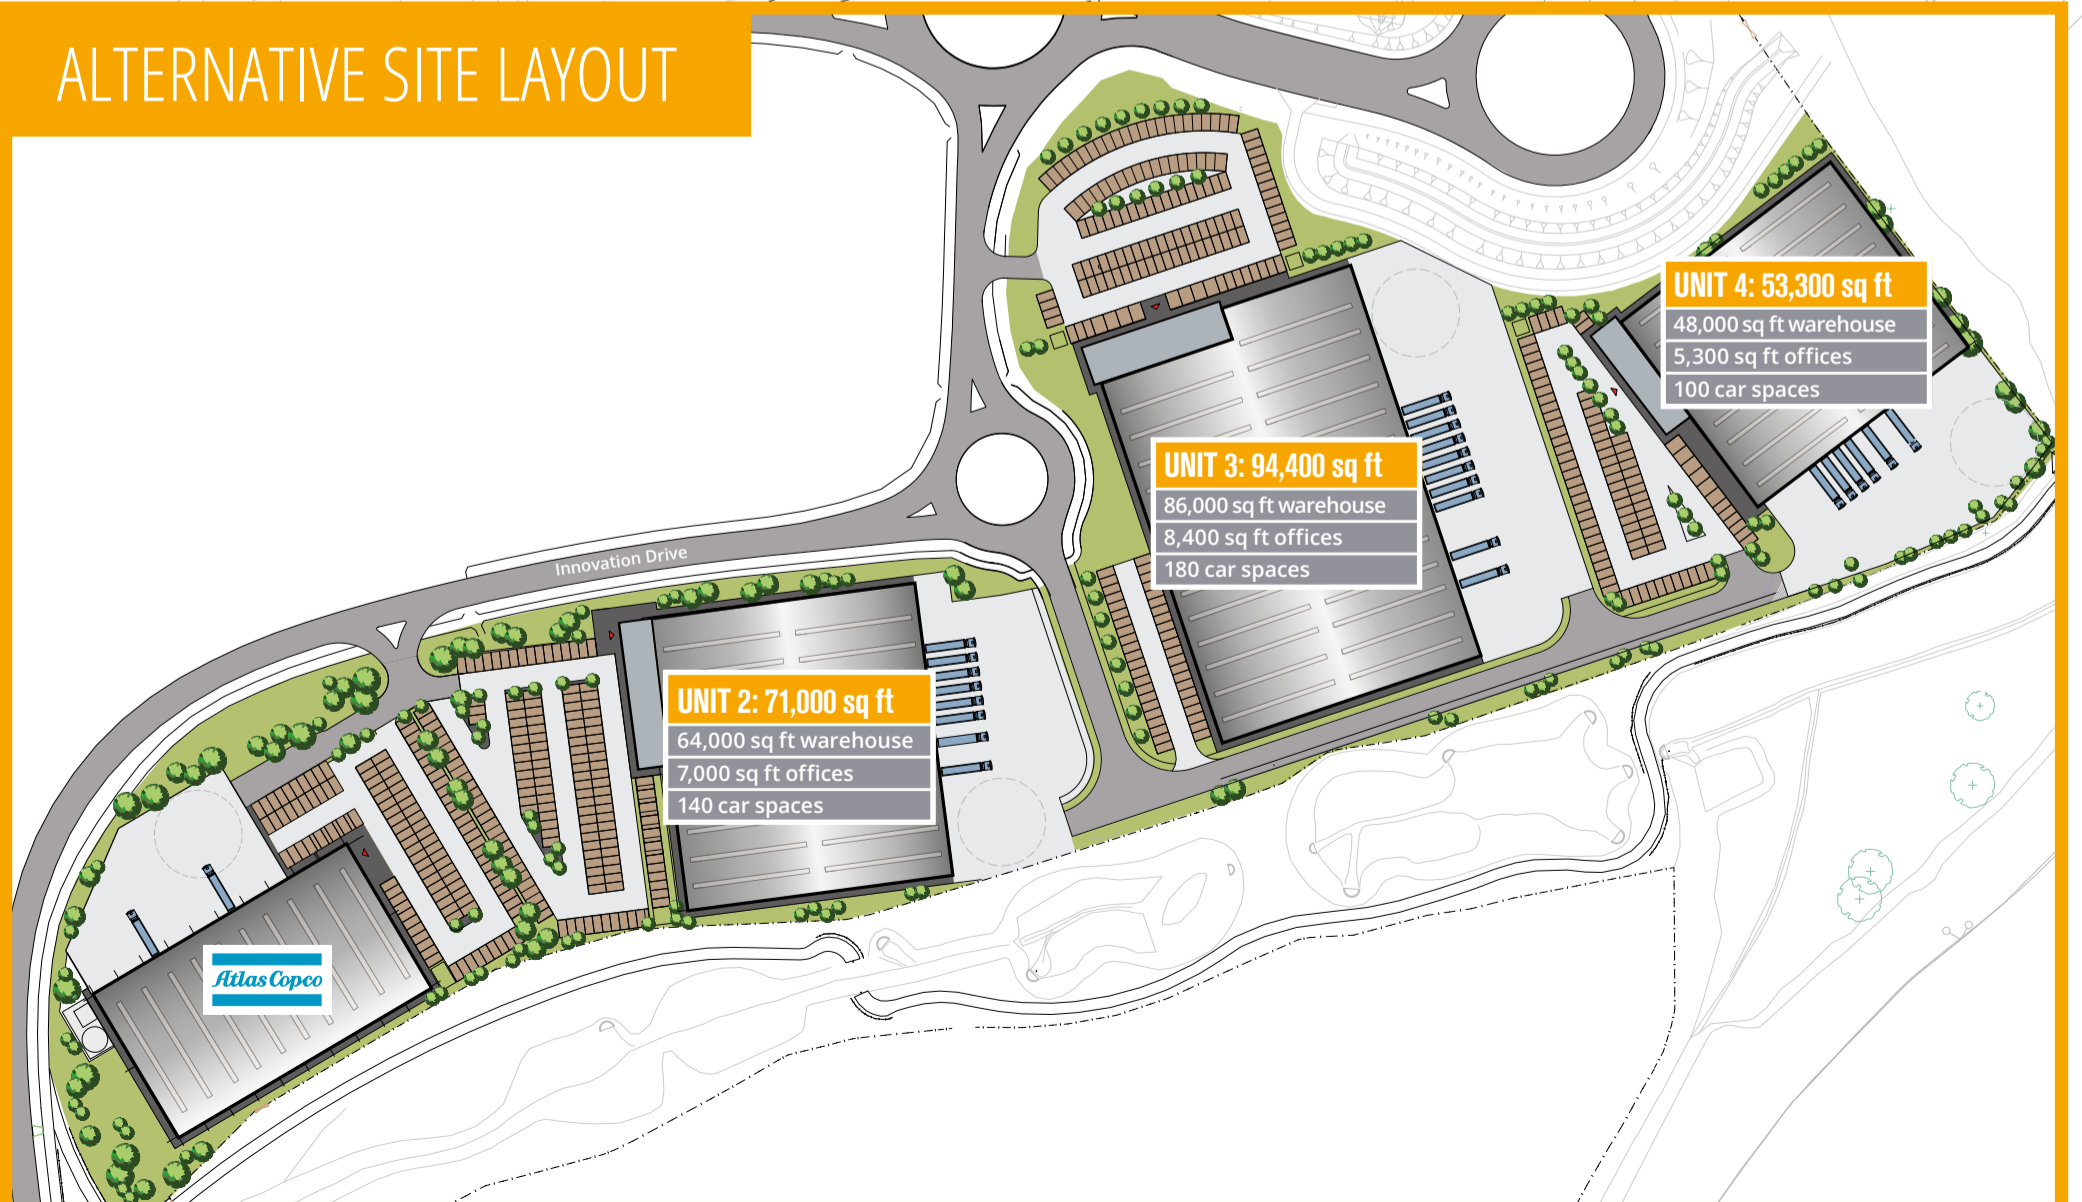 ALTERNATIVE SITE LAYOUT
UNIT 4: 53,300 sq ft
48,000 sq ft warehouse
5,300 sq ft offices
100 car spaces
UNIT 3: 94,400 sq ft
86,000 sq ft warehouse
8,400 sq ft offices
180 car spaces
Innovation Drive
UNIT 2: 71,000 sq ft
64,000 sq ft warehouse
7,000 sq ft offices
140 car spaces
Atlas Copco